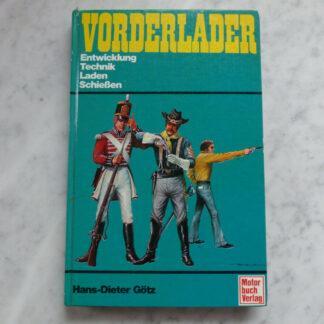 VORDERLADER
Entwicklung
Technik
Laden
Schießen
Hans-Dieter Götz
Motor
buch
Verlag